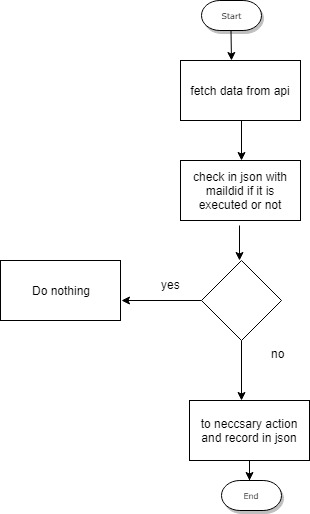 Start
fetch data from api
check in json with
maildid if it is
executed or not
yes
Do nothing
no
to neccsary action
and record in json
End